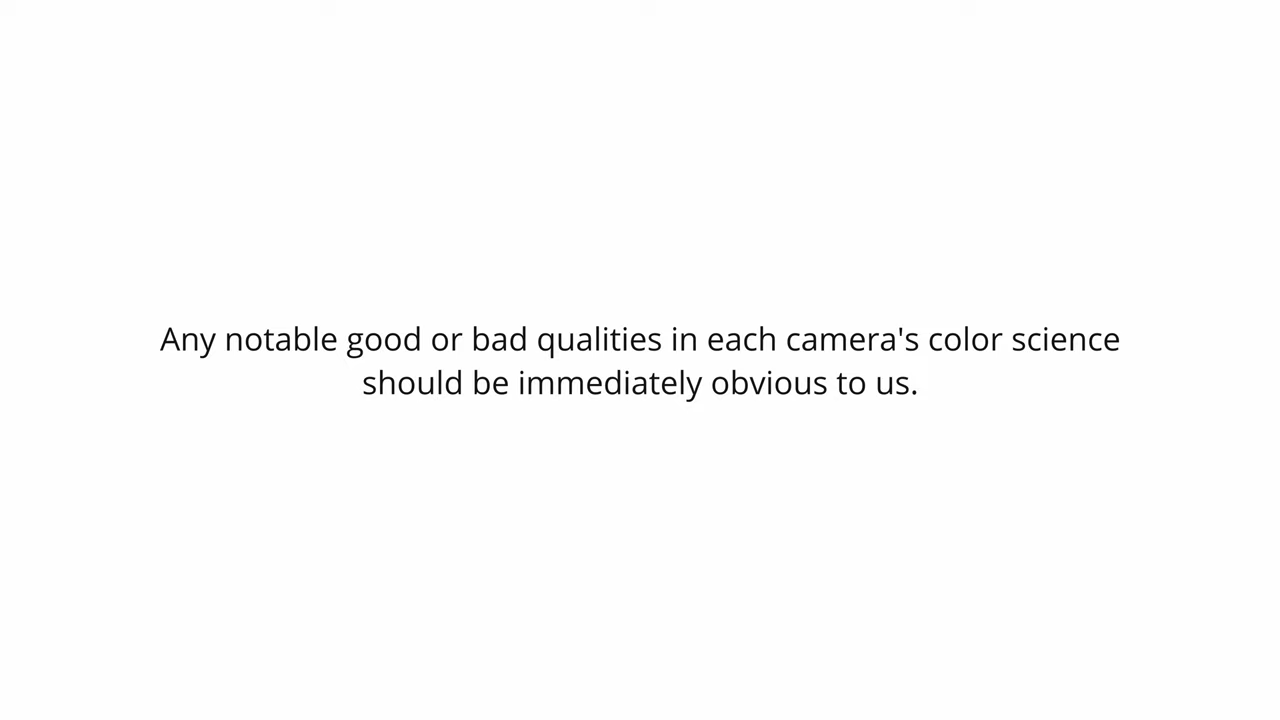 Any notable good or bad qualities in each camera's color science
should be immediately obvious to us.